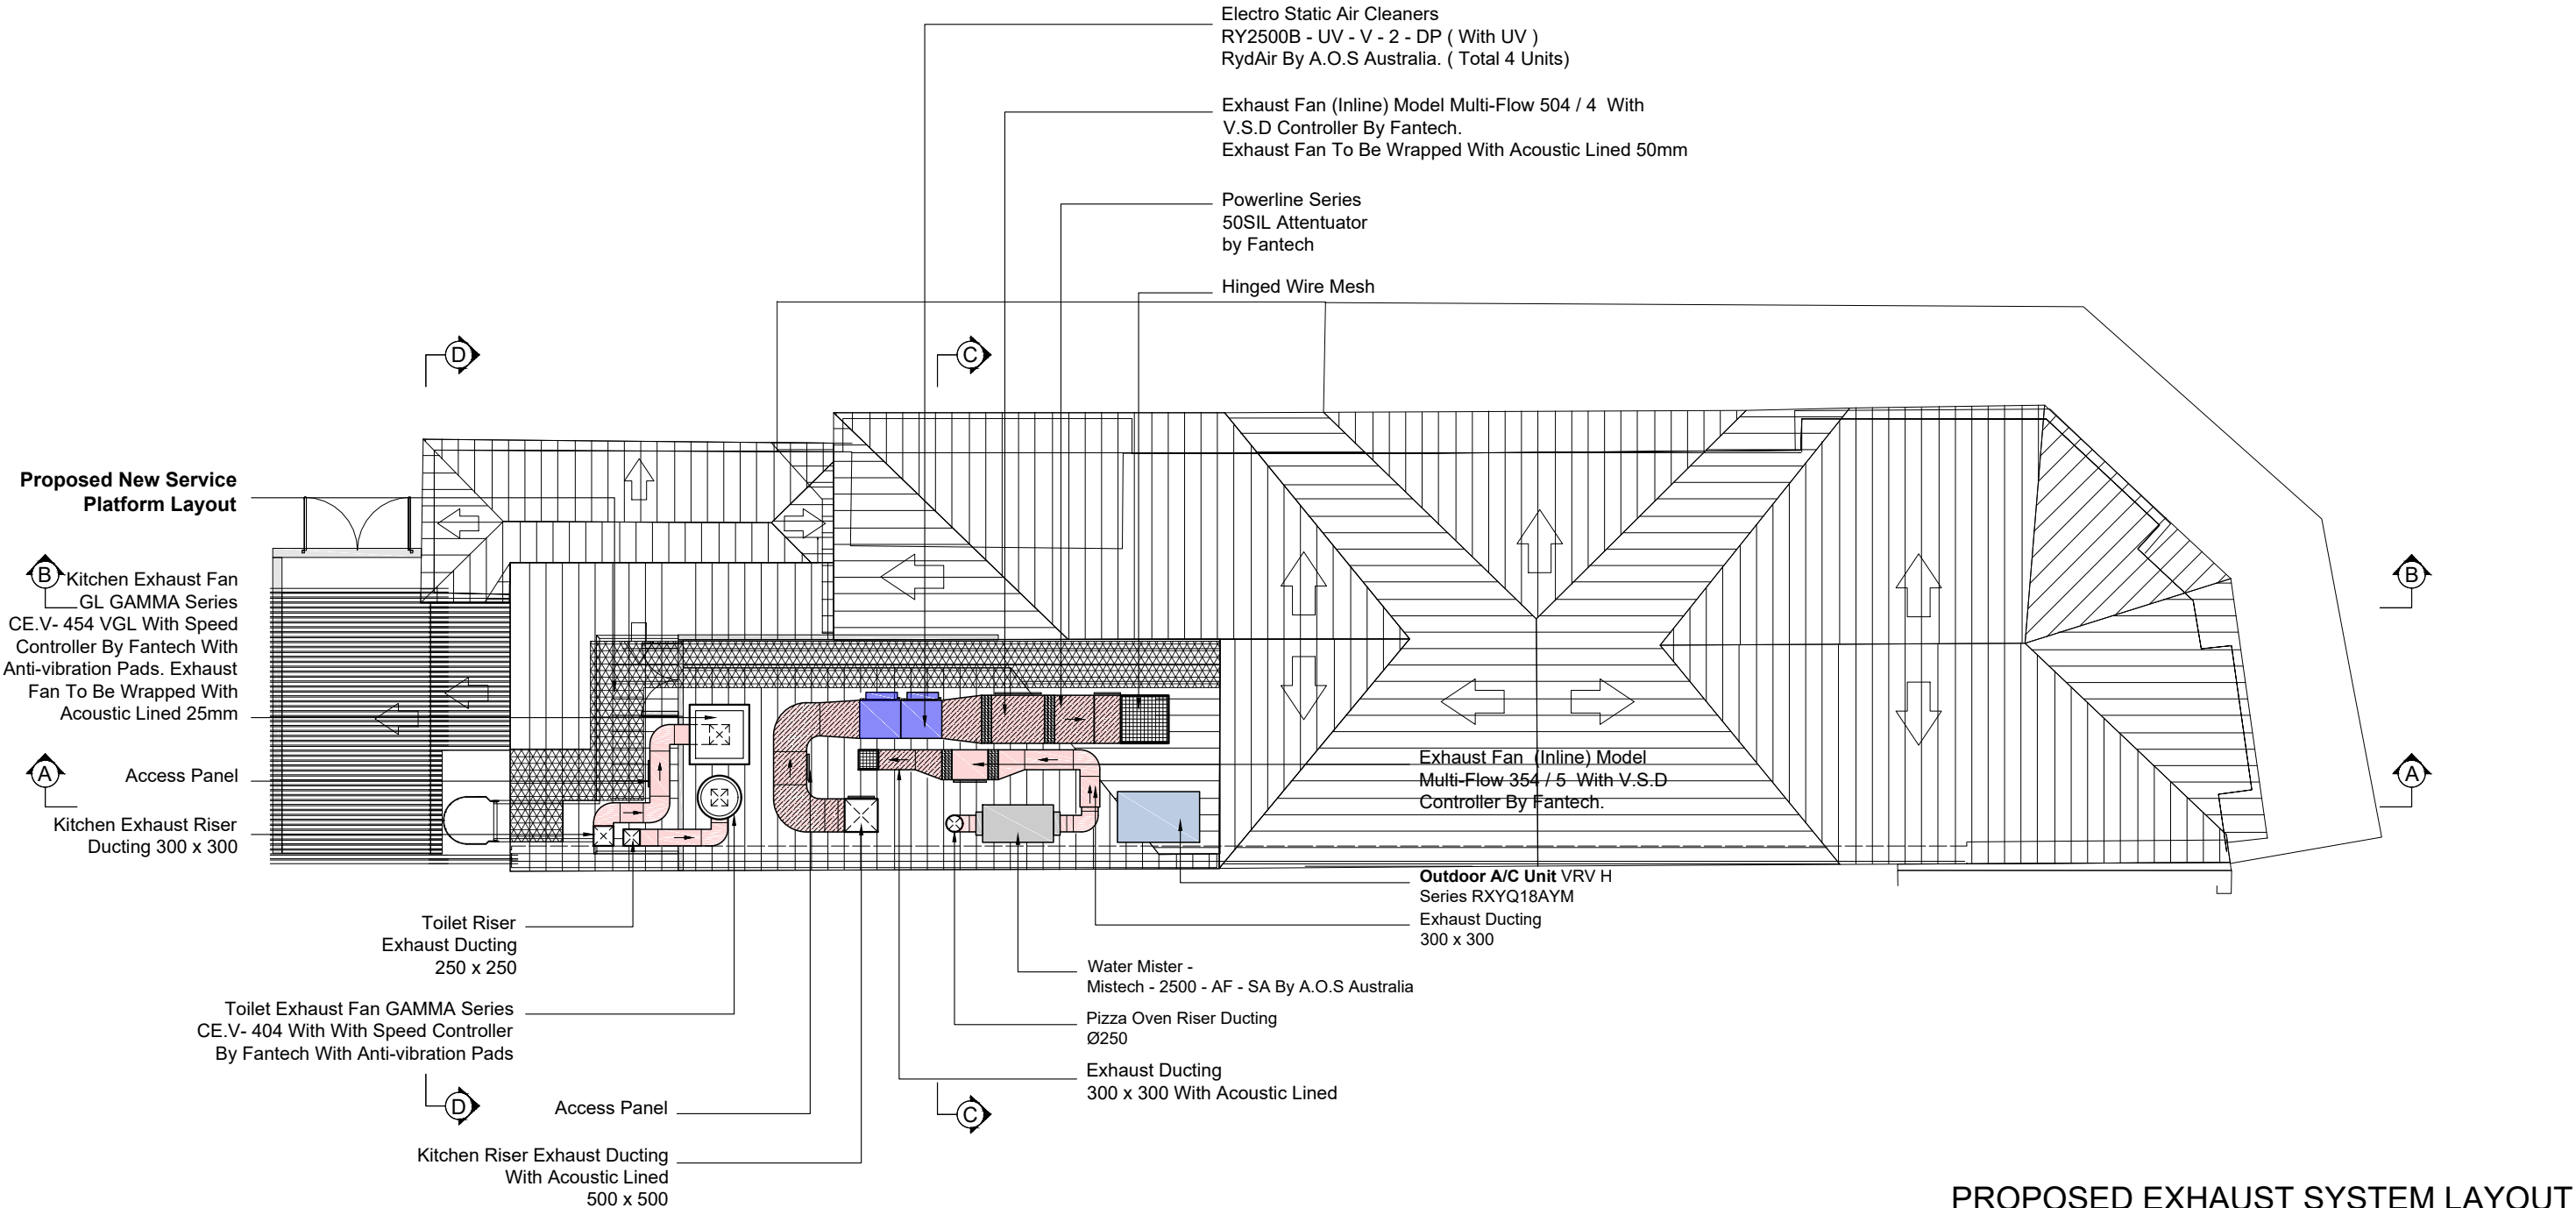 Electro Static Air Cleaners
RY2500B - UV - V - 2 - DP ( With UV )
RydAir By A.O.S Australia. ( Total 4 Units)
Exhaust Fan (Inline) Model Multi-Flow 504 / 4 With
V.S.D Controller By Fantech.
Exhaust Fan To Be Wrapped With Acoustic Lined 50mm
Powerline Series
50SIL Attentuator
by Fantech
Hinged Wire Mesh
D
C
Proposed New Service
Platform Layout
B
B
Kitchen Exhaust Fan
GL GAMMA Series
CE.V- 454 VGL With Speed
Controller By Fantech With
Anti-vibration Pads. Exhaust
Fan To Be Wrapped With
Acoustic Lined 25mm
A
A
Access Panel
Kitchen Exhaust Riser
Ducting 300 x 300
Exhaust Fan (Inline) Model
Multi-Flow 354 / 5 With V.S.D
Controller By Fantech.
Outdoor A/C Unit VRV H
Series RXYQ18AYM
Exhaust Ducting
300 x 300
Toilet Riser
Exhaust Ducting
250 x 250
Water Mister -
Mistech - 2500 - AF - SA By A.O.S Australia
Toilet Exhaust Fan GAMMA Series
CE.V- 404 With With Speed Controller
By Fantech With Anti-vibration Pads
Pizza Oven Riser Ducting
Ø250
Exhaust Ducting
300 x 300 With Acoustic Lined
D
C
Access Panel
Kitchen Riser Exhaust Ducting
With Acoustic Lined
500 x 500
PROPOSED EXHAUST SYSTEM LAYOUT